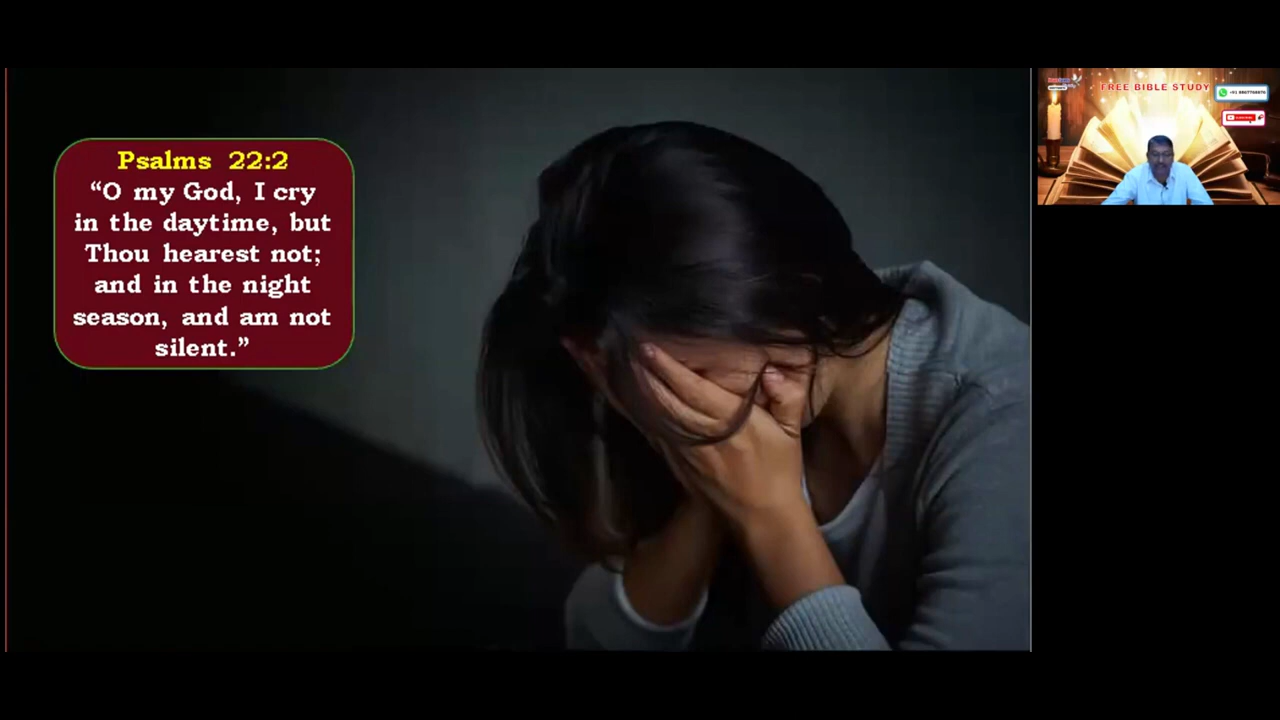 Psalms 22:2
“O my God, I cry
in the daytime, but
Thou hearest not;
and in the night
season, and am not
silent.”
FREE BIBLE STUDY